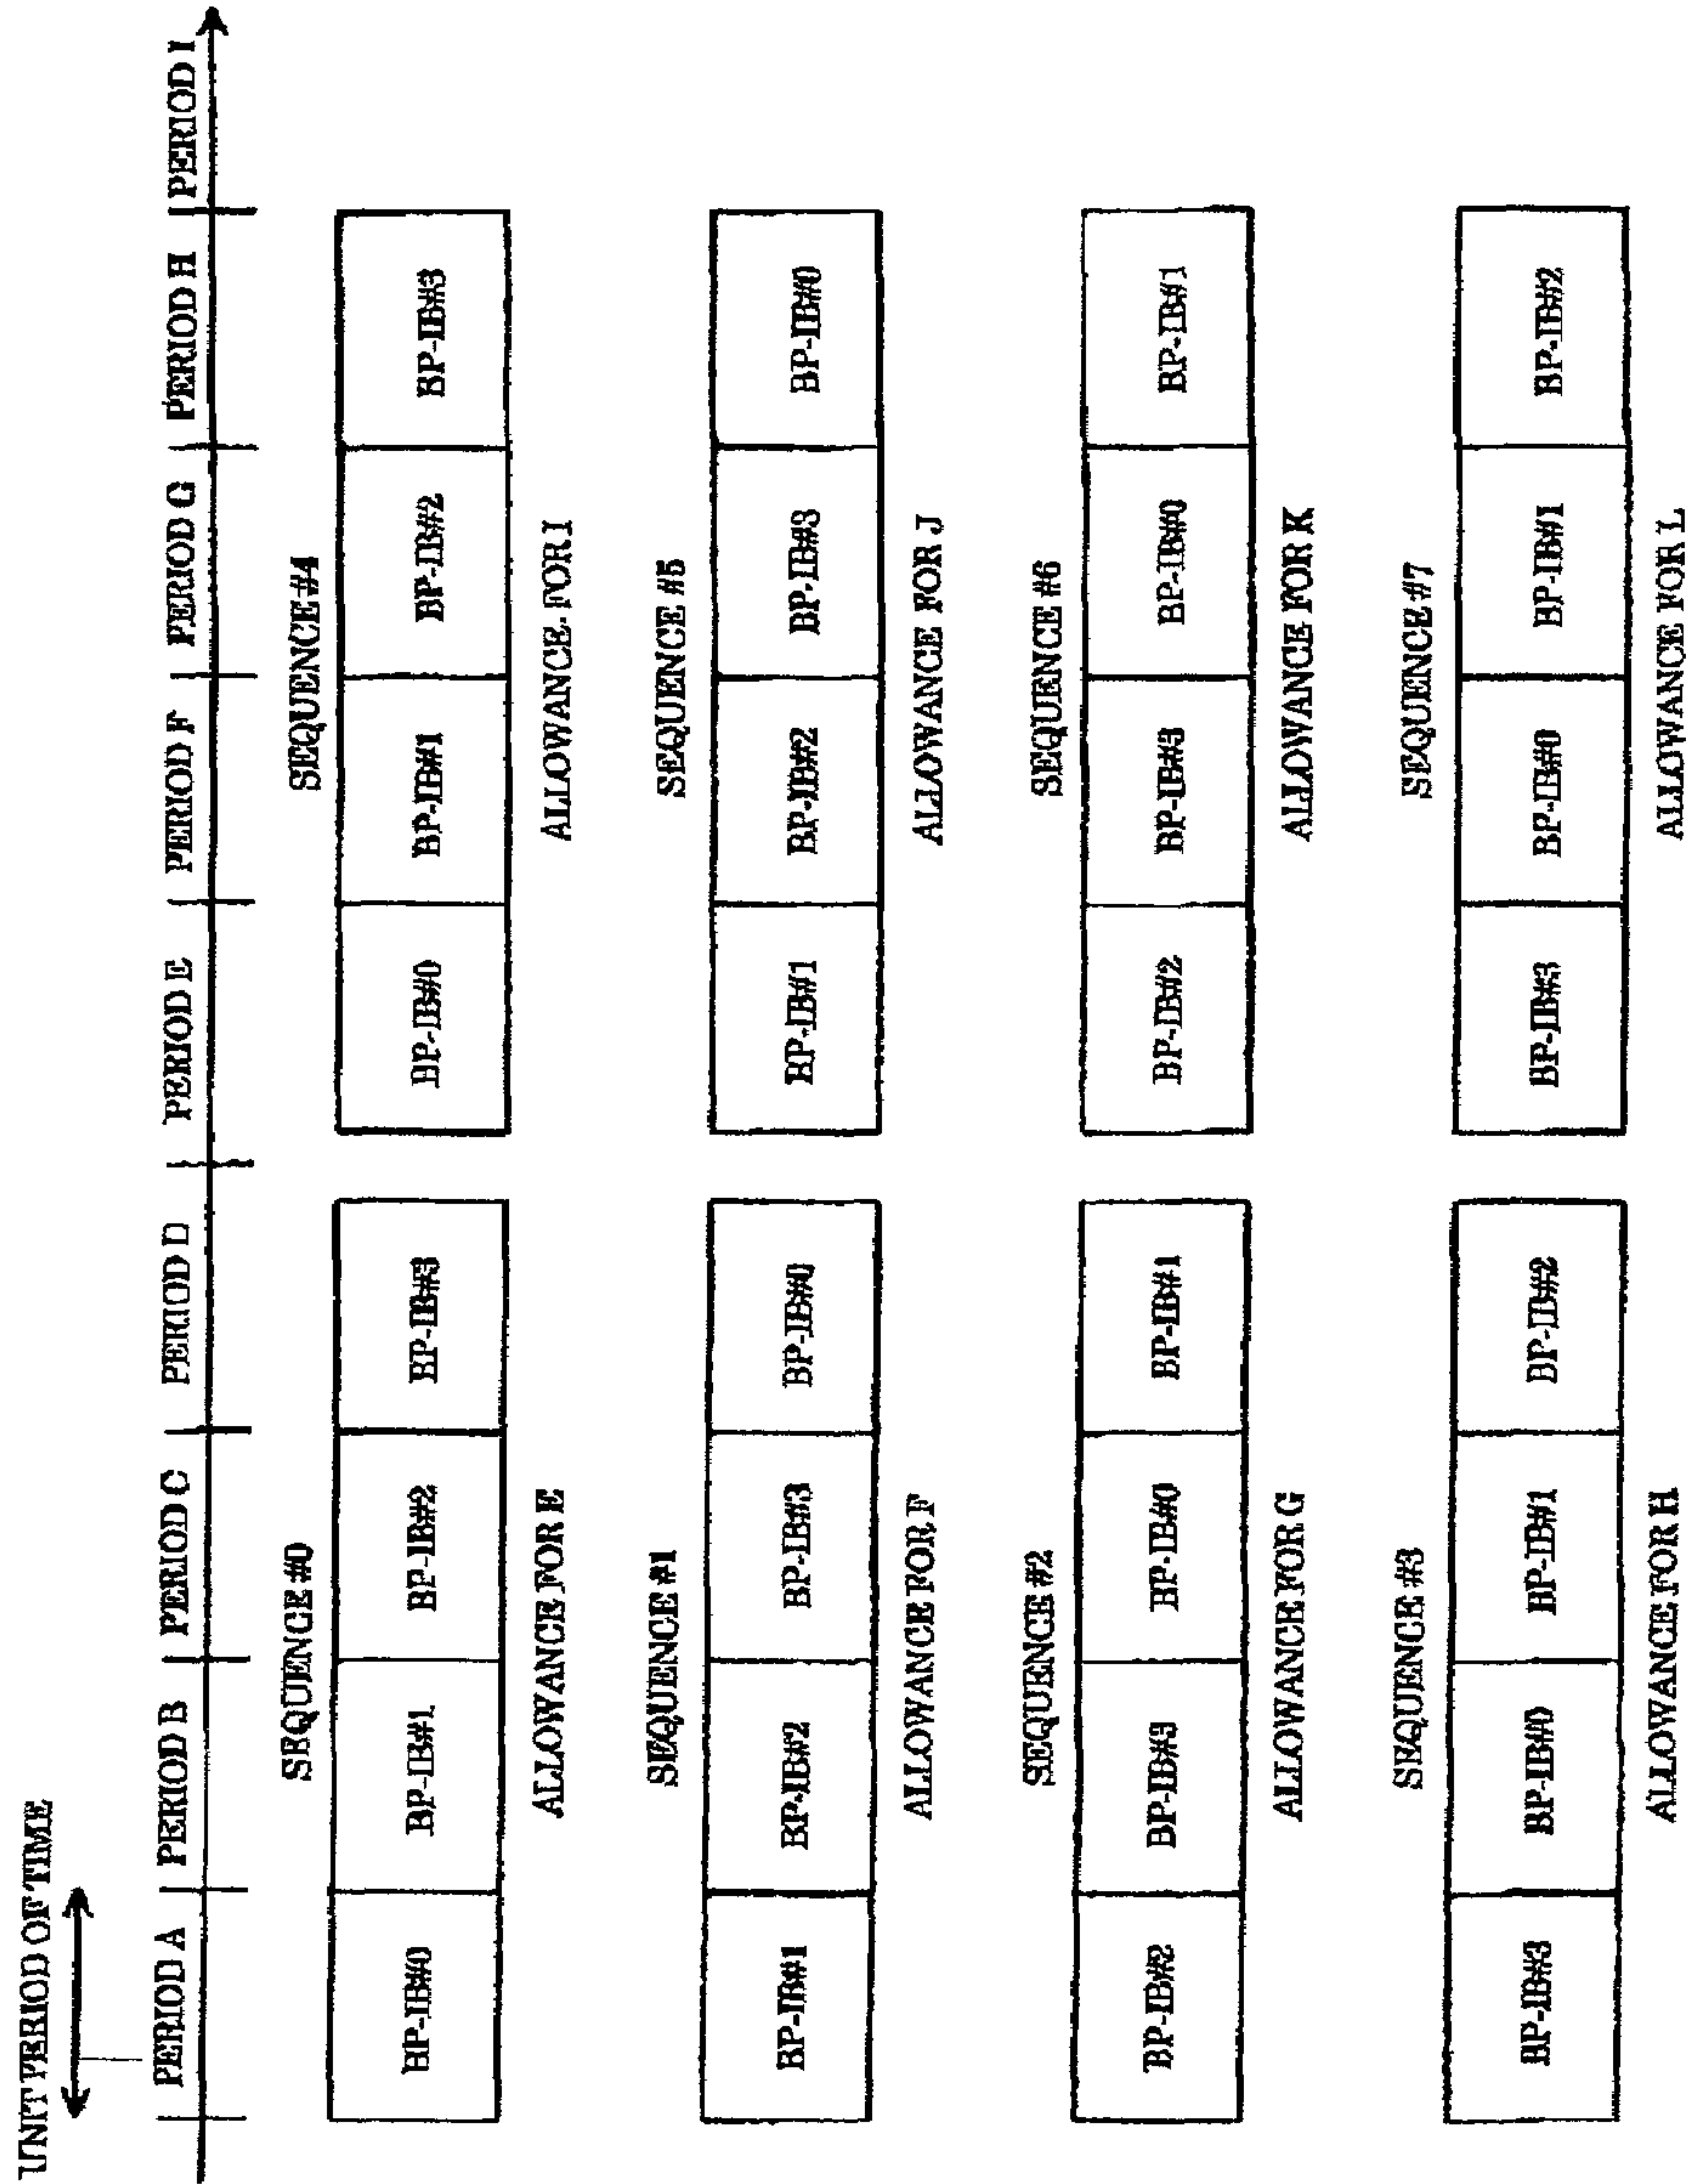 UNIT PERIOD OF TIME
PERIOD A PERIOD B PERIOD C PERIOD D PERIOD E PERIOD F PERIOD G PERIOD H PERIOD I
SEQUENCE #0 SEQUENCE #4
BP-IB#0 BP-IB#1 BP-IB#2 BP-IB#3 BP-IB#0 BP-IB#1 BP-IB#2 BP-IB#3
ALLOWANCE FOR E ALLOWANCE FOR I
SEQUENCE #1 SEQUENCE #5
BP-IB#1 BP-IB#2 BP-IB#3 BP-IB#0 BP-IB#1 BP-IB#2 BP-IB#3 BP-IB#0
ALLOWANCE FOR F ALLOWANCE FOR J
SEQUENCE #2 SEQUENCE #6
BP-IB#2 BP-IB#3 BP-IB#0 BP-IB#1 BP-IB#2 BP-IB#3 BP-IB#0 BP-IB#1
ALLOWANCE FOR G ALLOWANCE FOR K
SEQUENCE #3 SEQUENCE #7
BP-IB#3 BP-IB#0 BP-IB#1 BP-IB#2 BP-IB#3 BP-IB#0 BP-IB#1 BP-IB#2
ALLOWANCE FOR H ALLOWANCE FOR L